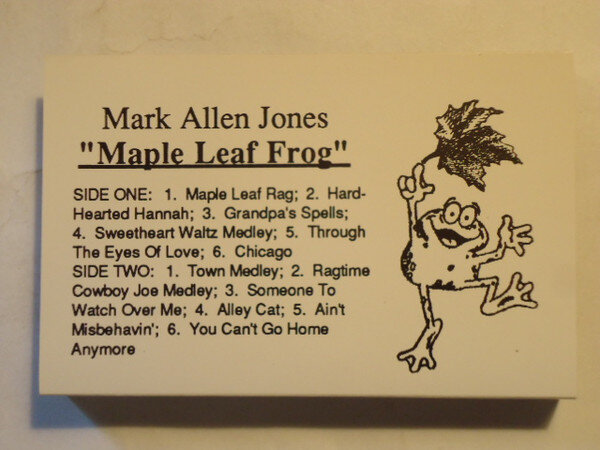 Mark Allen Jones
"Maple Leaf Frog"
SIDE ONE: 1. Maple Leaf Rag; 2. Hard-
Hearted Hannah; 3. Grandpa's Spells;
4. Sweetheart Waltz Medley; 5. Through
The Eyes Of Love; 6. Chicago
SIDE TWO: 1. Town Medley; 2. Ragtime
Cowboy Joe Medley; 3. Someone To
Watch Over Me; 4. Alley Cat; 5. Ain't
Misbehavin'; 6. You Can't Go Home
Anymore